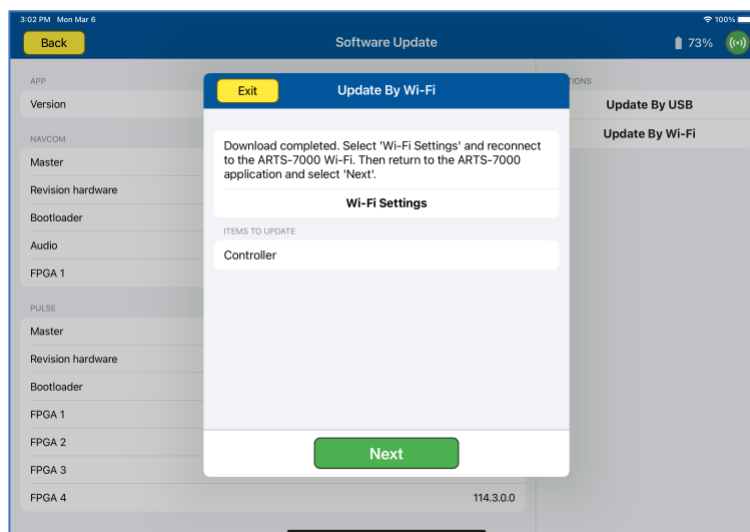 3:02 PM Mon Mar 6
100%
Back
Software Update
73%
APP
Version
NAVCOM
Master
Revision hardware
Bootloader
Audio
FPGA 1
PULSE
Master
Revision hardware
Bootloader
FPGA 1
FPGA 2
FPGA 3
FPGA 4
114.3.0.0
Exit
Update By Wi-Fi
Download completed. Select 'Wi-Fi Settings' and reconnect
to the ARTS-7000 Wi-Fi. Then return to the ARTS-7000
application and select 'Next'.
Wi-Fi Settings
ITEMS TO UPDATE
Controller
Next
Update By USB
Update By Wi-Fi